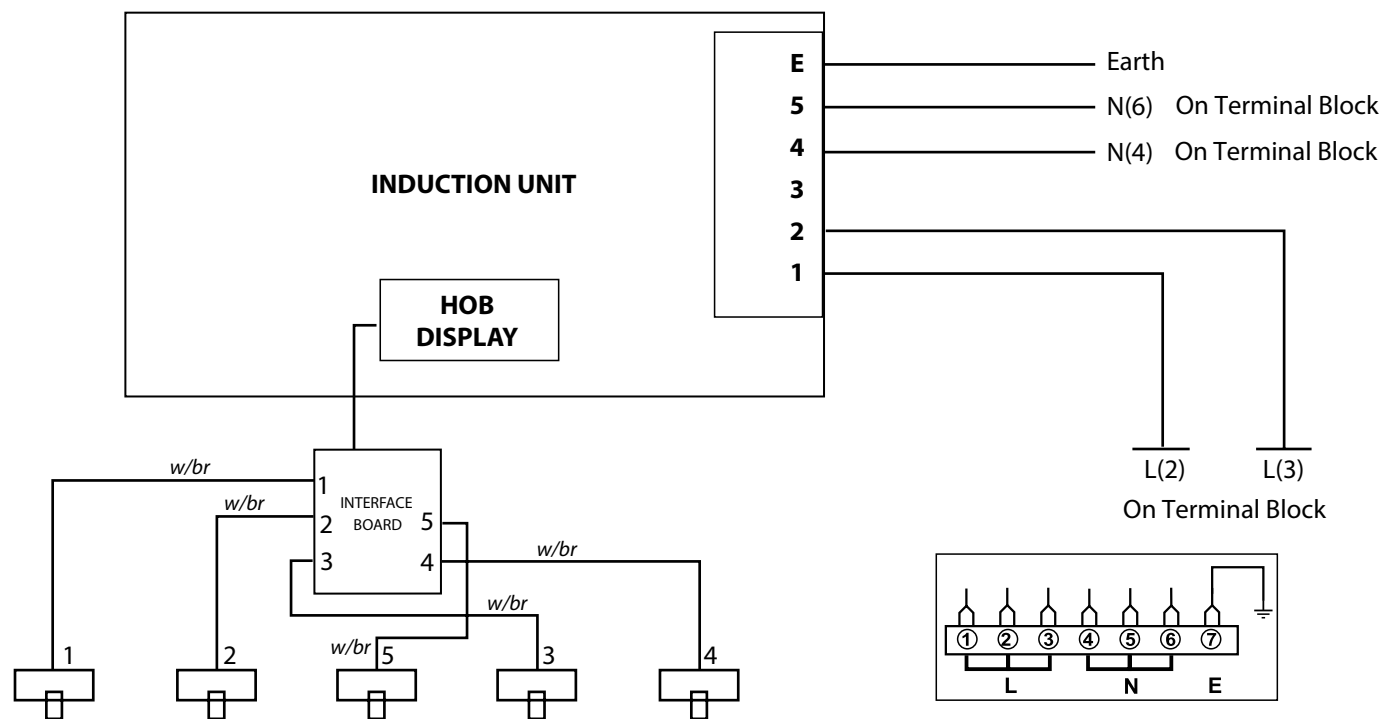 E Earth
5 N(6) On Terminal Block
4 N(4) On Terminal Block
INDUCTION UNIT
3
2
1
HOB
DISPLAY
L(2) L(3)
On Terminal Block
w/br
1
w/br
2
INTERFACE
BOARD
5
3
4
w/br
w/br
w/br
1 2 5 3 4
① ② ③ ④ ⑤ ⑥ ⑦
L N E